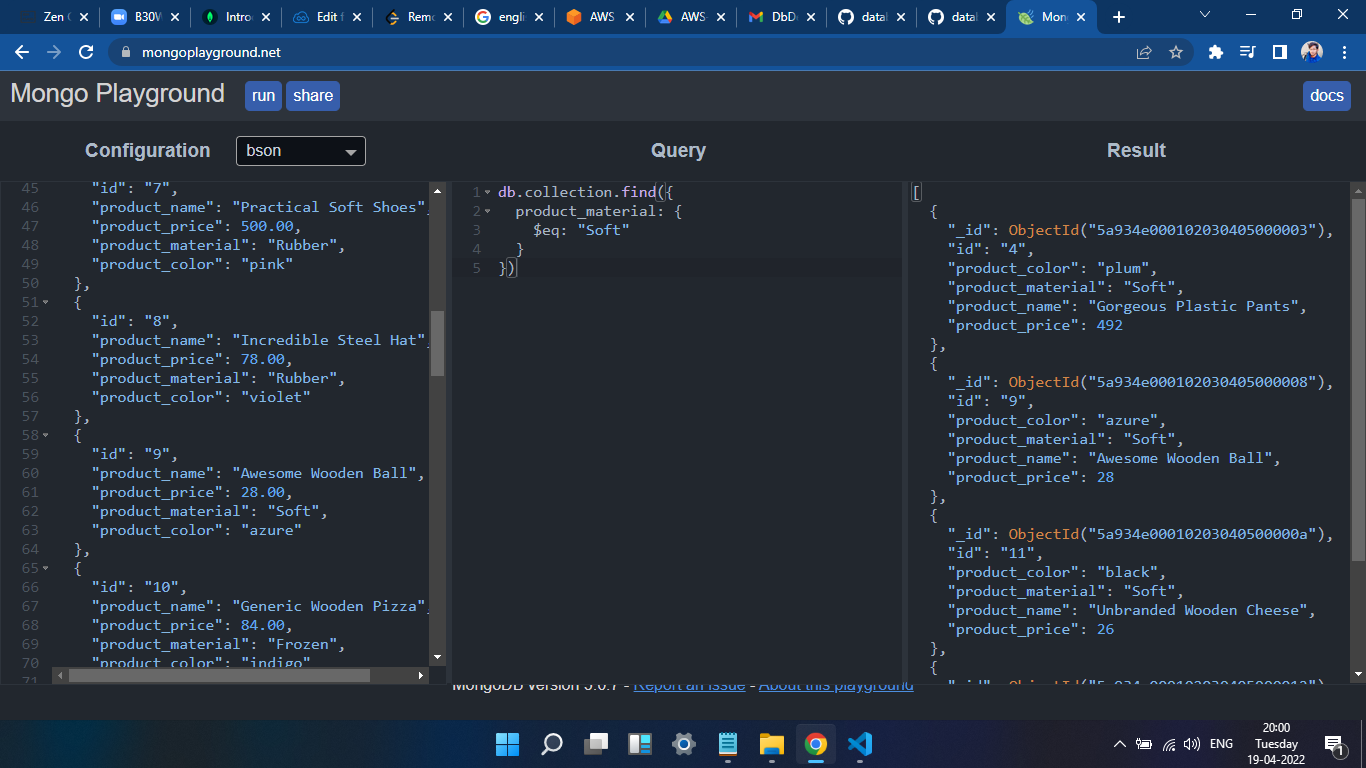 Zen C
B30W
Intro
Edit f
Remo
engli
AWS
AWS-
DbDe
datal
datal
Mon
mongoplayground.net
Mongo Playground
run
share
docs
Configuration
bson
Query
Result
45 "id": "7",
46 "product_name": "Practical Soft Shoes",
47 "product_price": 500.00,
48 "product_material": "Rubber",
49 "product_color": "pink"
50 },
51 {
52 "id": "8",
53 "product_name": "Incredible Steel Hat",
54 "product_price": 78.00,
55 "product_material": "Rubber",
56 "product_color": "violet"
57 },
58 {
59 "id": "9",
60 "product_name": "Awesome Wooden Ball",
61 "product_price": 28.00,
62 "product_material": "Soft",
63 "product_color": "azure"
64 },
65 {
66 "id": "10",
67 "product_name": "Generic Wooden Pizza",
68 "product_price": 84.00,
69 "product_material": "Frozen",
70 "product_color": "indigo"
71
1 db.collection.find({
2 product_material: {
3 $eq: "Soft"
4 }
5 })
[
{
"_id": ObjectId("5a934e000102030405000003"),
"id": "4",
"product_color": "plum",
"product_material": "Soft",
"product_name": "Gorgeous Plastic Pants",
"product_price": 492
},
{
"_id": ObjectId("5a934e000102030405000008"),
"id": "9",
"product_color": "azure",
"product_material": "Soft",
"product_name": "Awesome Wooden Ball",
"product_price": 28
},
{
"_id": ObjectId("5a934e00010203040500000a"),
"id": "11",
"product_color": "black",
"product_material": "Soft",
"product_name": "Unbranded Wooden Cheese",
"product_price": 26
},
{
MongoDB version 5.0.7 - Report an issue - About this playground
ENG
20:00
Tuesday
19-04-2022
1